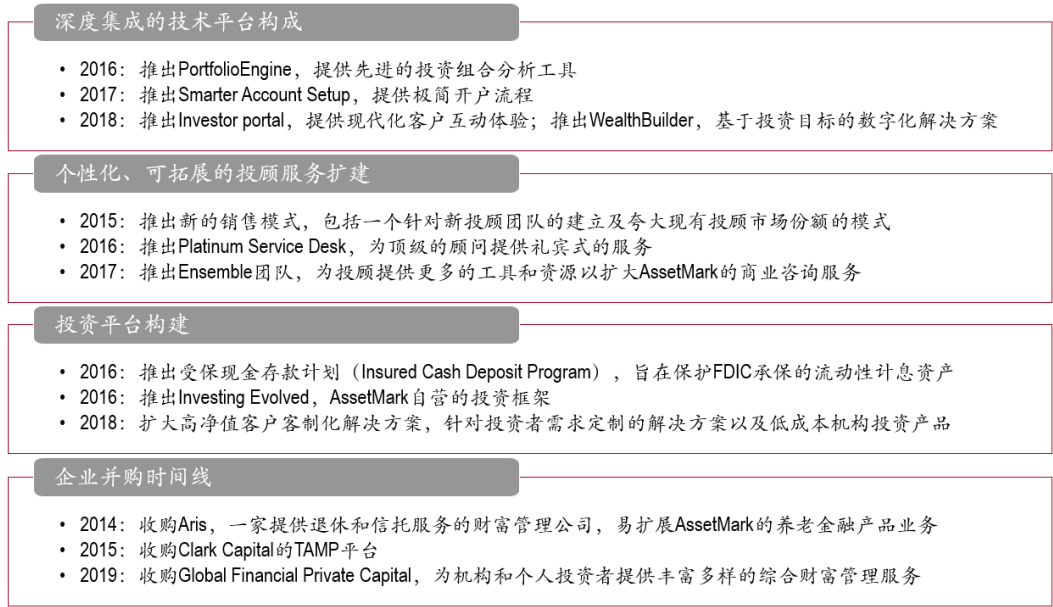 深度集成的技术平台构成
• 2016：推出PortfolioEngine，提供先进的投资组合分析工具
• 2017：推出Smarter Account Setup，提供极简开户流程
• 2018：推出Investor portal，提供现代化客户互动体验；推出WealthBuilder，基于投资目标的数字化解决方案
个性化、可拓展的投顾服务扩建
• 2015：推出新的销售模式，包括一个针对新投顾团队的建立及夸大现有投顾市场份额的模式
• 2016：推出Platinum Service Desk，为顶级的顾问提供礼宾式的服务
• 2017：推出Ensemble团队，为投顾提供更多的工具和资源以扩大AssetMark的商业咨询服务
投资平台构建
• 2016：推出受保现金存款计划（Insured Cash Deposit Program），旨在保护FDIC承保的流动性计息资产
• 2016：推出Investing Evolved，AssetMark自营的投资框架
• 2018：扩大高净值客户客制化解决方案，针对投资者需求定制的解决方案以及低成本机构投资产品
企业并购时间线
• 2014：收购Aris，一家提供退休和信托服务的财富管理公司，易扩展AssetMark的养老金融产品业务
• 2015：收购Clark Capital的TAMP平台
• 2019：收购Global Financial Private Capital，为机构和个人投资者提供丰富多样的综合财富管理服务